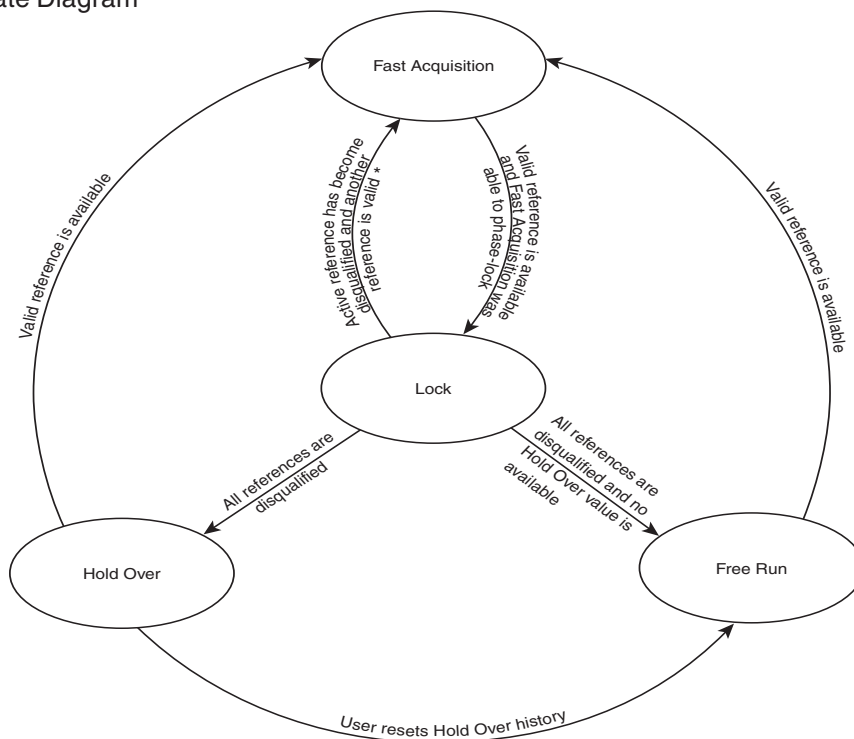 Diagram
Fast Acquisition
Valid reference is available
Active reference has become
disqualified and another
reference is valid *
Valid reference is available
and Fast Acquisition was
able to phase-lock
Valid reference is available
Lock
All references are
disqualified
All references are
disqualified and no
Hold Over value is
available
Hold Over
Free Run
User resets Hold Over history